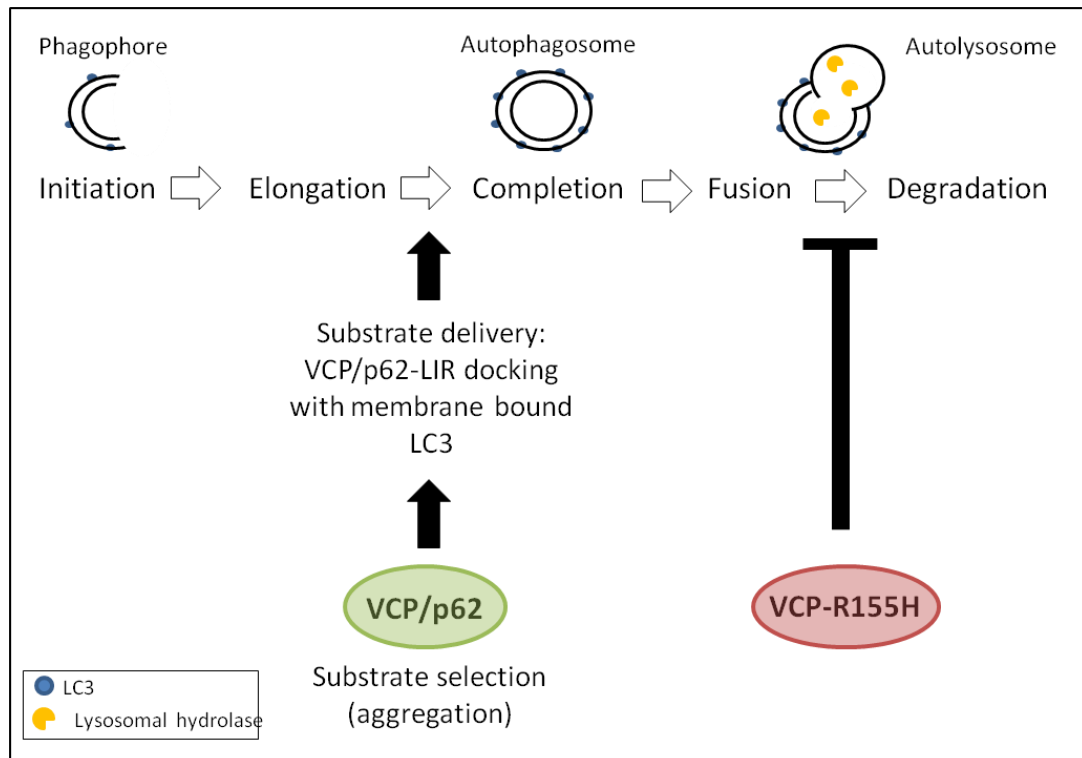 Phagophore
Autophagosome
Autolysosome
Initiation
Elongation
Completion
Fusion
Degradation
Substrate delivery:
VCP/p62-LIR docking
with membrane bound
LC3
VCP/p62
VCP-R155H
Substrate selection
(aggregation)
LC3
Lysosomal hydrolase